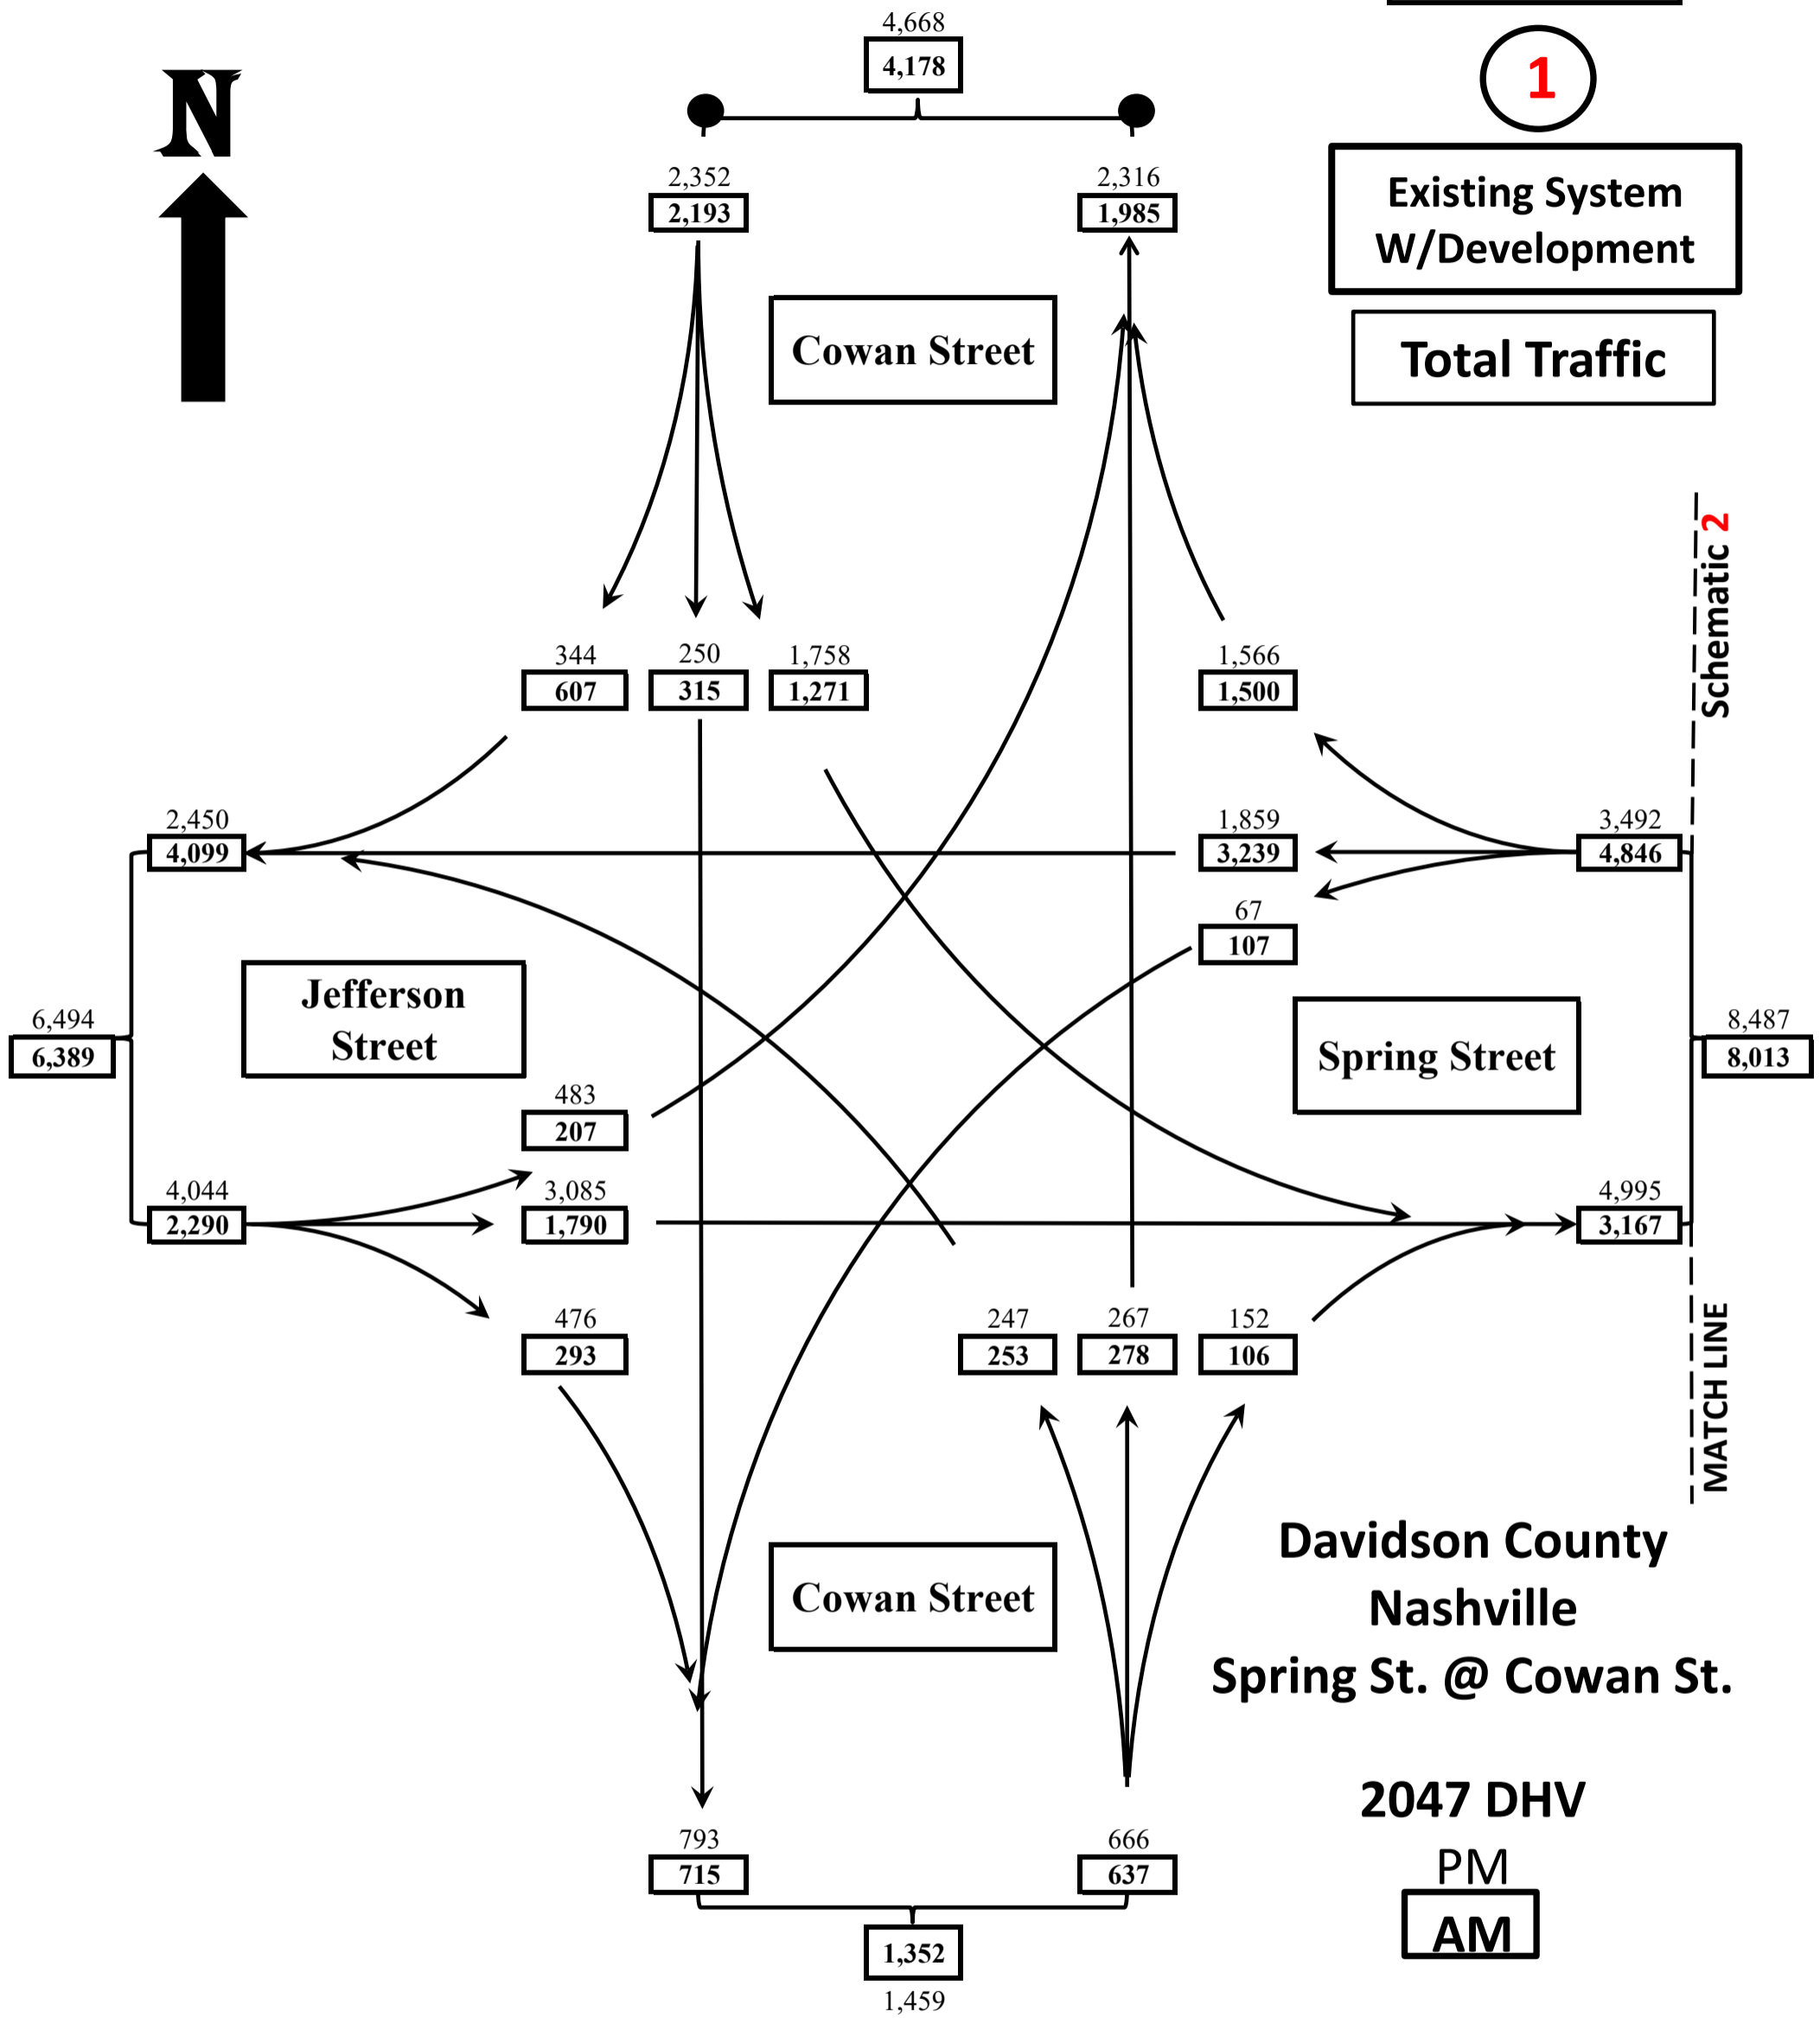 4,668
4,178
1
N
Existing System
W/Development
2,352
2,193
2,316
1,985
Total Traffic
Cowan Street
Schematic 2
344
607
250
315
1,758
1,271
1,566
1,500
2,450
4,099
1,859
3,239
3,492
4,846
67
107
Jefferson
Street
6,494
6,389
Spring Street
8,487
8,013
483
207
4,044
2,290
3,085
1,790
4,995
3,167
476
293
247
253
267
278
152
106
MATCH LINE
Cowan Street
Davidson County
Nashville
Spring St. @ Cowan St.
793
715
666
637
1,352
1,459
2047 DHV
PM
AM